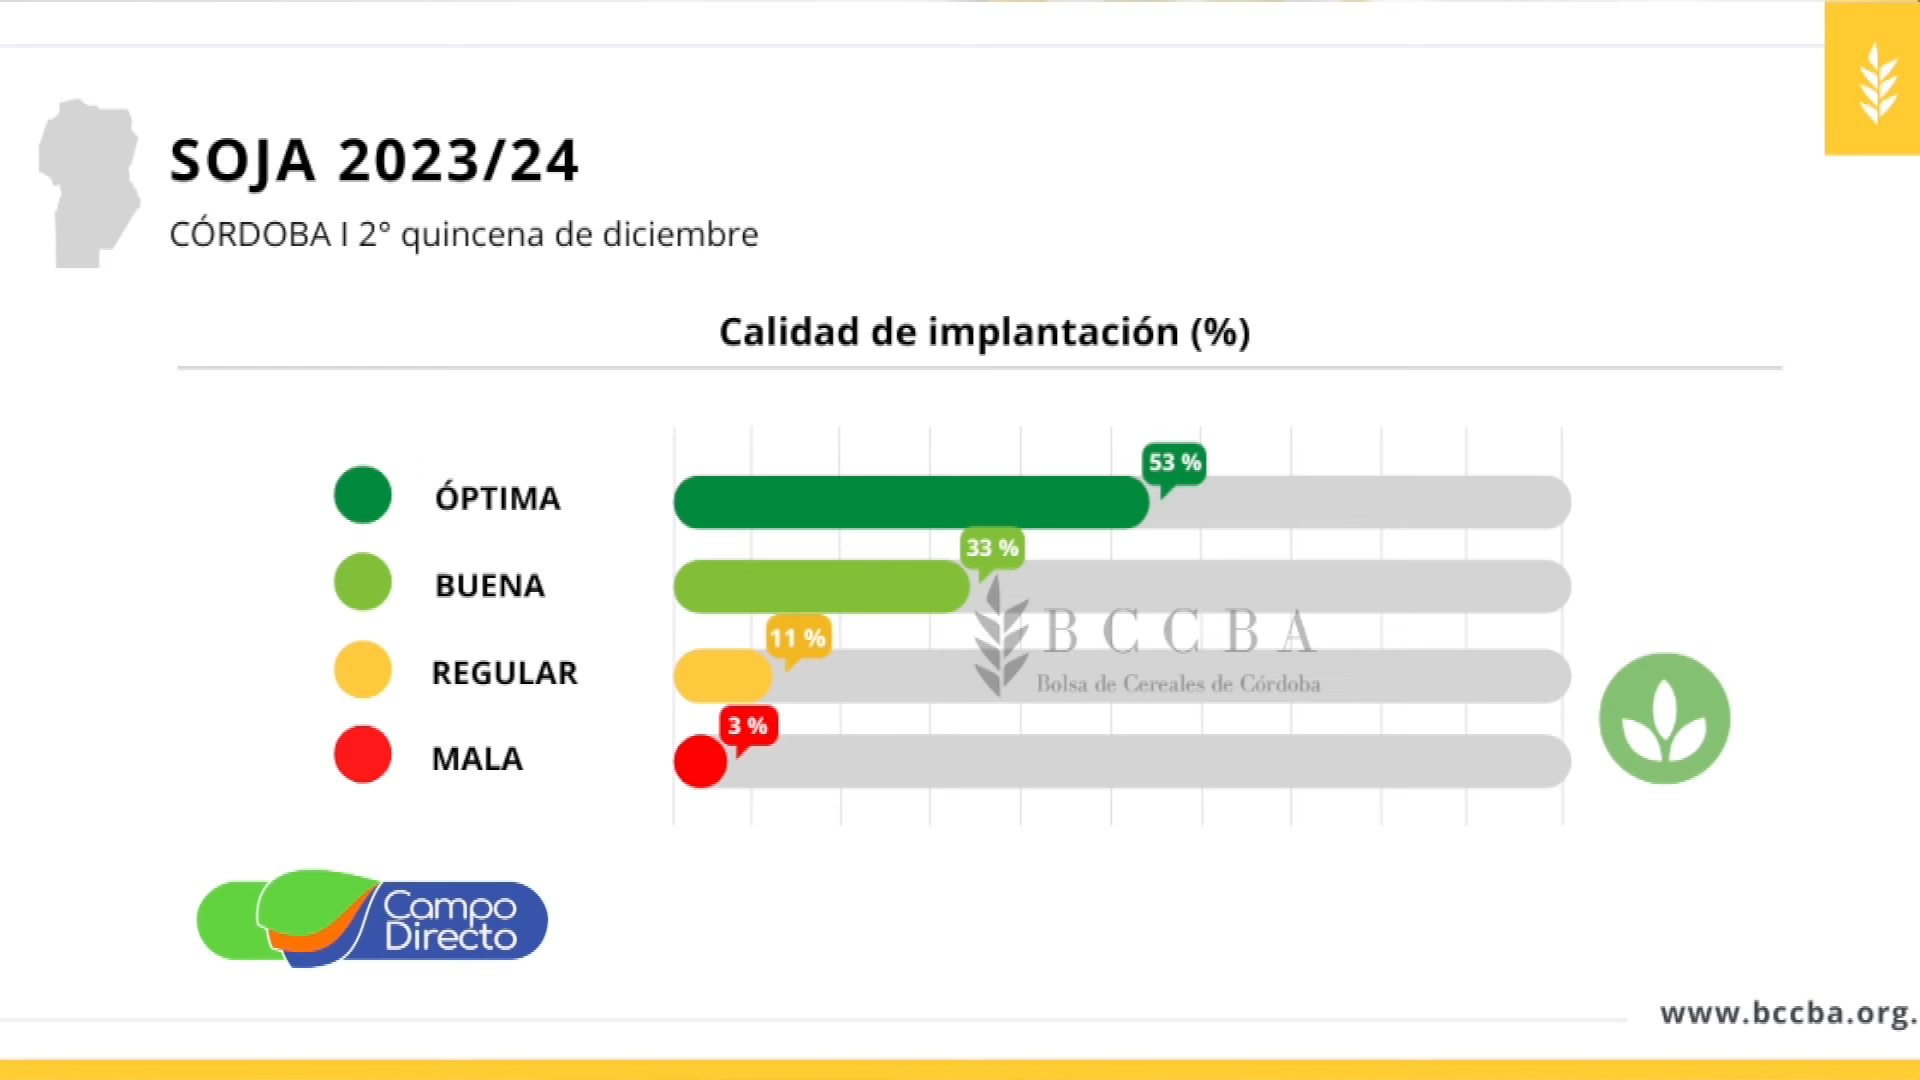 SOJA 2023/24
CÓRDOBA I 2° quincena de diciembre
Calidad de implantación (%)
ÓPTIMA
53 %
BUENA
33 %
REGULAR
11 %
MALA
3 %
BCCBA
Bolsa de Cereales de Córdoba
Campo
Directo
www.bccba.org.